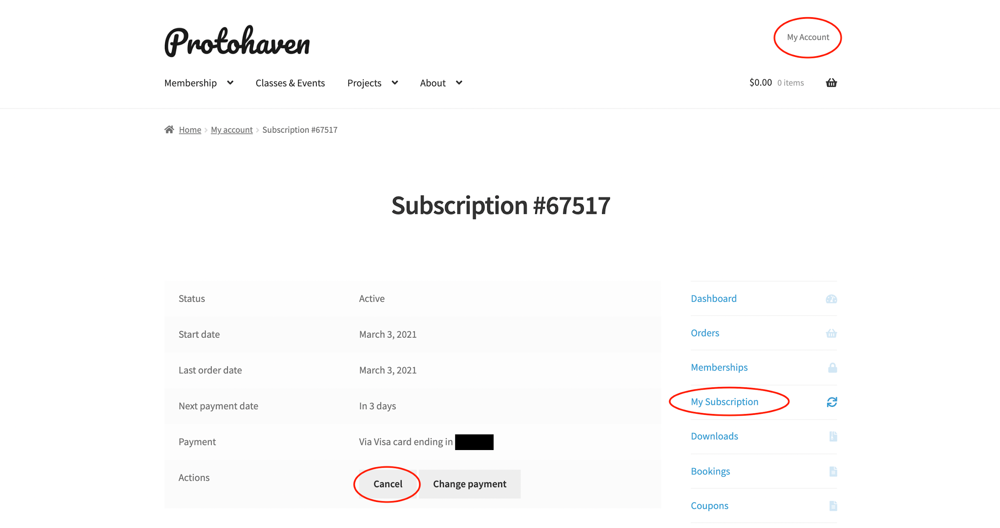 Protohaven
My Account
Membership Classes & Events Projects About $0.00 0 items
Home My account Subscription #67517
Subscription #67517
Status Active
Start date March 3, 2021
Last order date March 3, 2021
Next payment date In 3 days
Payment Via Visa card ending in
Actions Cancel Change payment
Dashboard
Orders
Memberships
My Subscription
Downloads
Bookings
Coupons